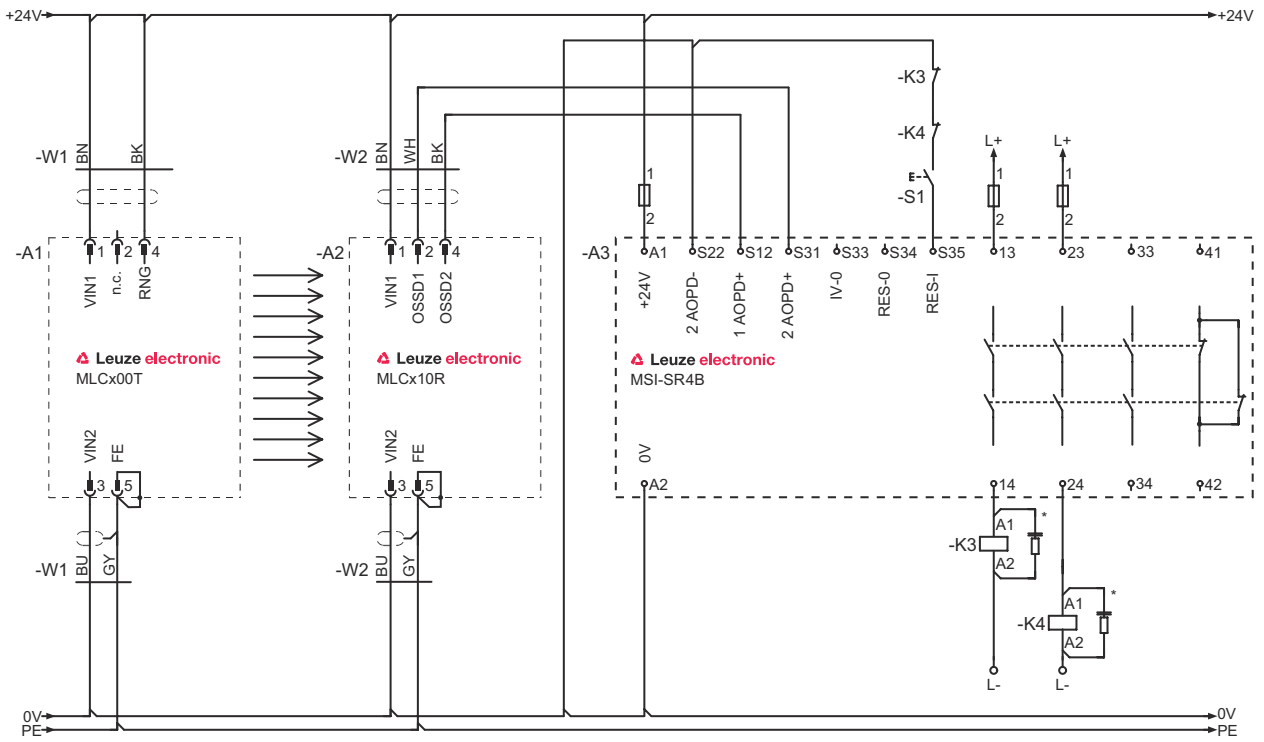 +24V +24V
-K3
-K4
-S1
L+ L+
-W1 BN BK
-W2 BN WH BK
1 1 1
2 2 2
-A1 1 2 4
VIN1 n.c. RNG
-A2 1 2 4
VIN1 OSSD1 OSSD2
-A3 A1 S22 S12 S31 S33 S34 S35 13 23 33 41
+24V 2 AOPD- 1 AOPD+ 2 AOPD+ IV-0 RES-0 RES-I
Leuze electronic
MLCx00T
Leuze electronic
MLCx10R
Leuze electronic
MSI-SR4B
VIN2 FE
3 5
VIN2 FE
3 5
0V
A2 14 24 34 42
-K3 A1 A2 *
-K4 A1 A2 *
-W1 BU GY
-W2 BU GY
L- L-
0V 0V
PE PE